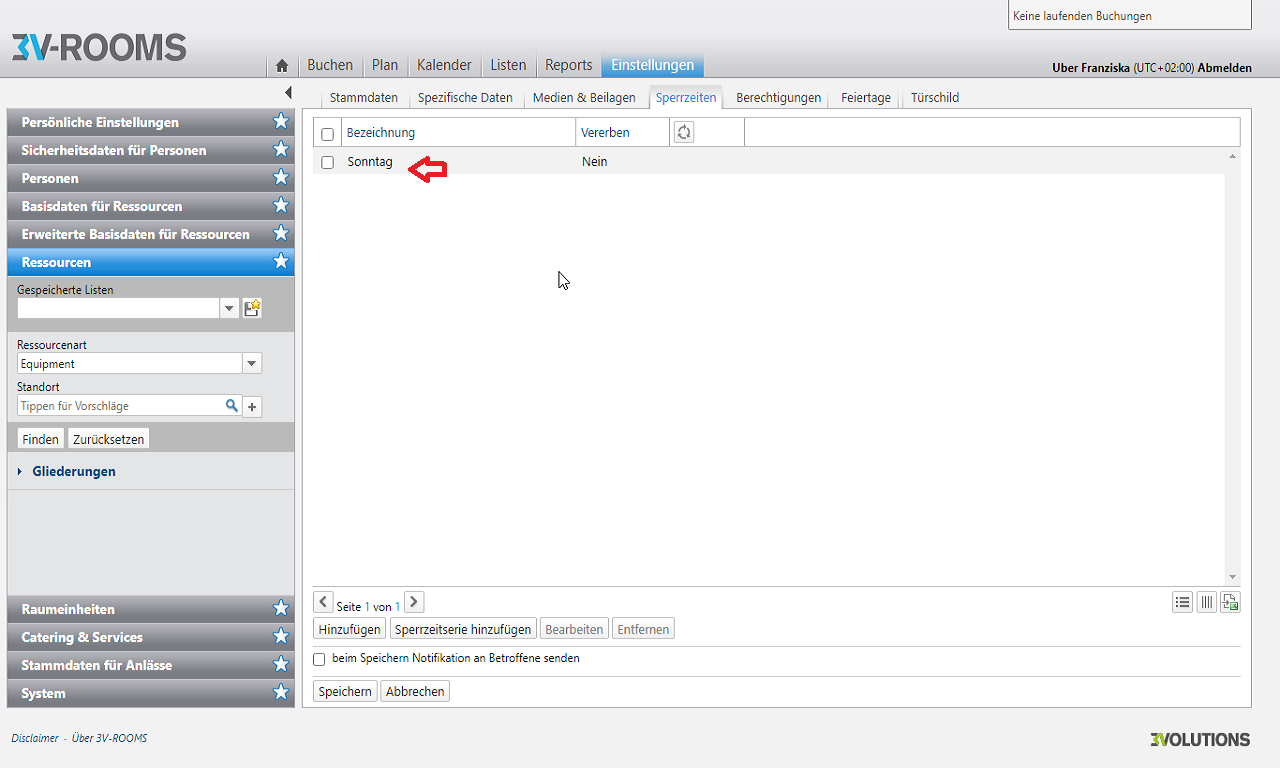 Keine laufenden Buchungen
3V-ROOMS
Buchen Plan Kalender Listen Reports Einstellungen
Uber Franziska (UTC+02:00) Abmelden
Stammdaten Spezifische Daten Medien & Beilagen Sperrzeiten Berechtigungen Feiertage Türschild
Persönliche Einstellungen
Sicherheitsdaten für Personen
Personen
Basisdaten für Ressourcen
Erweiterte Basisdaten für Ressourcen
Ressourcen
Gespeicherte Listen
Ressourcenart
Equipment
Standort
Tippen für Vorschläge
Finden Zurücksetzen
Gliederungen
Raumeinheiten
Catering & Services
Stammdaten für Anlässe
System
Bezeichnung Vererben
Sonntag Nein
Seite 1 von 1
Hinzufügen Sperrzeitserie hinzufügen Bearbeiten Entfernen
beim Speichern Notifikation an Betroffene senden
Speichern Abbrechen
Disclaimer - Über 3V-ROOMS
3VOLUTIONS